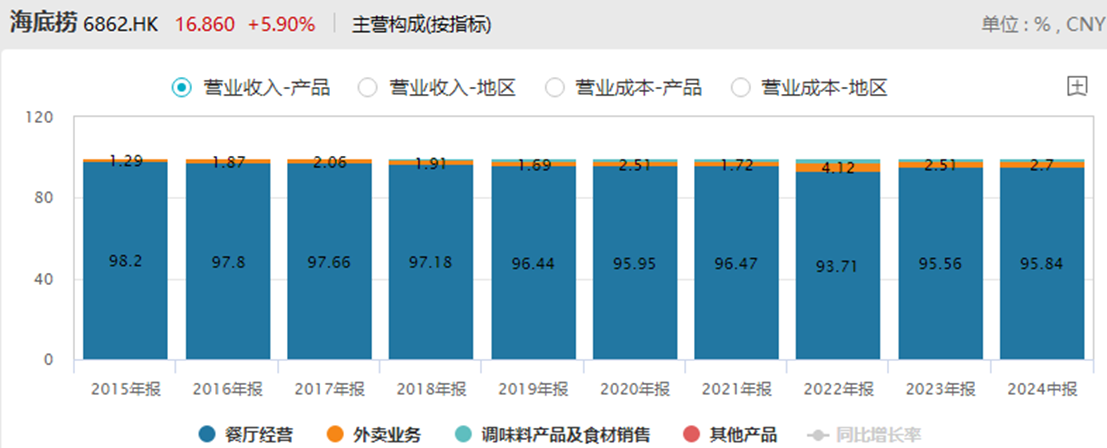 海底捞 6862.HK 16.860 +5.90% 主营构成(按指标) 单位 : % , CNY
营业收入-产品 营业收入-地区 营业成本-产品 营业成本-地区
120
1.29 1.87 2.06 1.91 1.69 2.51 1.72 4.12 2.51 2.7
80
98.2 97.8 97.66 97.18 96.44 95.95 96.47 93.71 95.56 95.84
40
0
2015年报 2016年报 2017年报 2018年报 2019年报 2020年报 2021年报 2022年报 2023年报 2024中报
餐厅经营 外卖业务 调味料产品及食材销售 其他产品 同比增长率